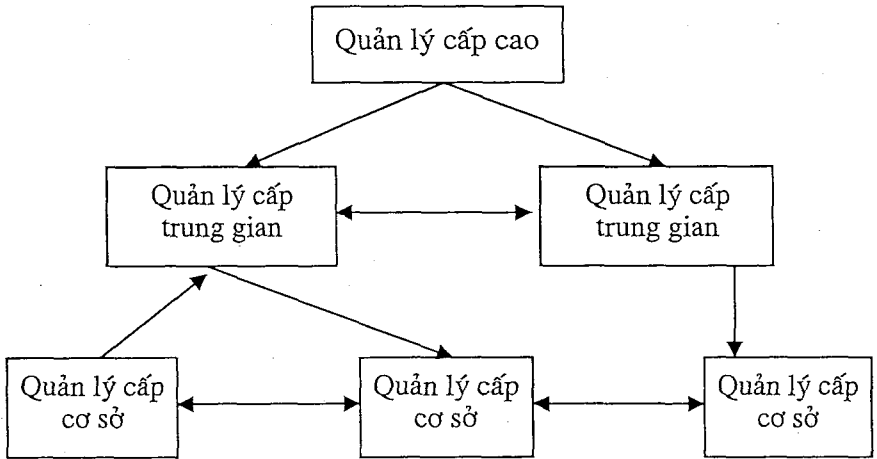 Quản lý cấp cao
Quản lý cấp
trung gian
Quản lý cấp
trung gian
Quản lý cấp
cơ sở
Quản lý cấp
cơ sở
Quản lý cấp
cơ sở